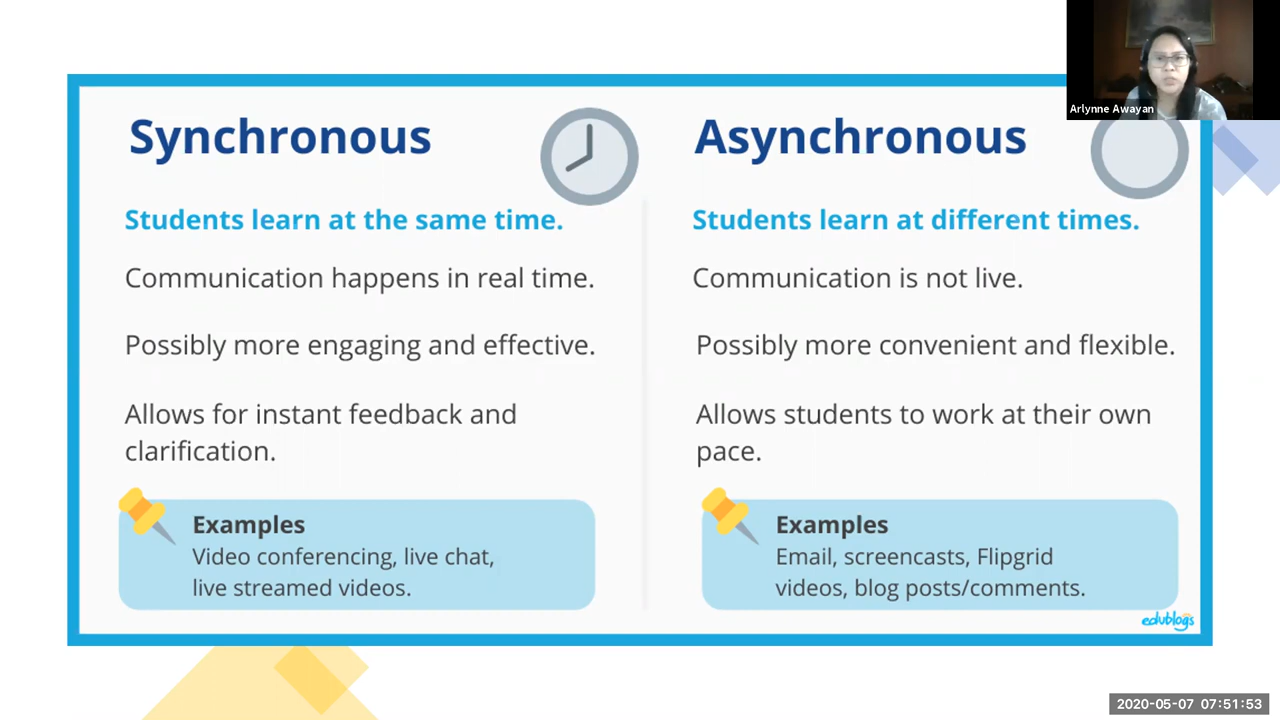 Arlynne Awayan
Synchronous
Students learn at the same time.
Communication happens in real time.
Possibly more engaging and effective.
Allows for instant feedback and
clarification.
Examples
Video conferencing, live chat,
live streamed videos.
Asynchronous
Students learn at different times.
Communication is not live.
Possibly more convenient and flexible.
Allows students to work at their own
pace.
Examples
Email, screencasts, Flipgrid
videos, blog posts/comments.
edublogs
2020-05-07 07:51:53